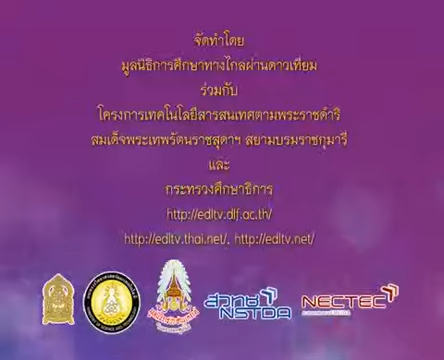 จัดทำโดย
มูลนิธิการศึกษาทางไกลผ่านดาวเทียม
ร่วมกับ
โครงการเทคโนโลยีสารสนเทศตามพระราชดำริ
สมเด็จพระเทพรัตนราชสุดาฯ สยามบรมราชกุมารี
และ
กระทรวงศึกษาธิการ
http://edltv.dlf.ac.th/
http://edltv.thai.net/, http://edltv.net/
สวทช NECTEC
NSTDA